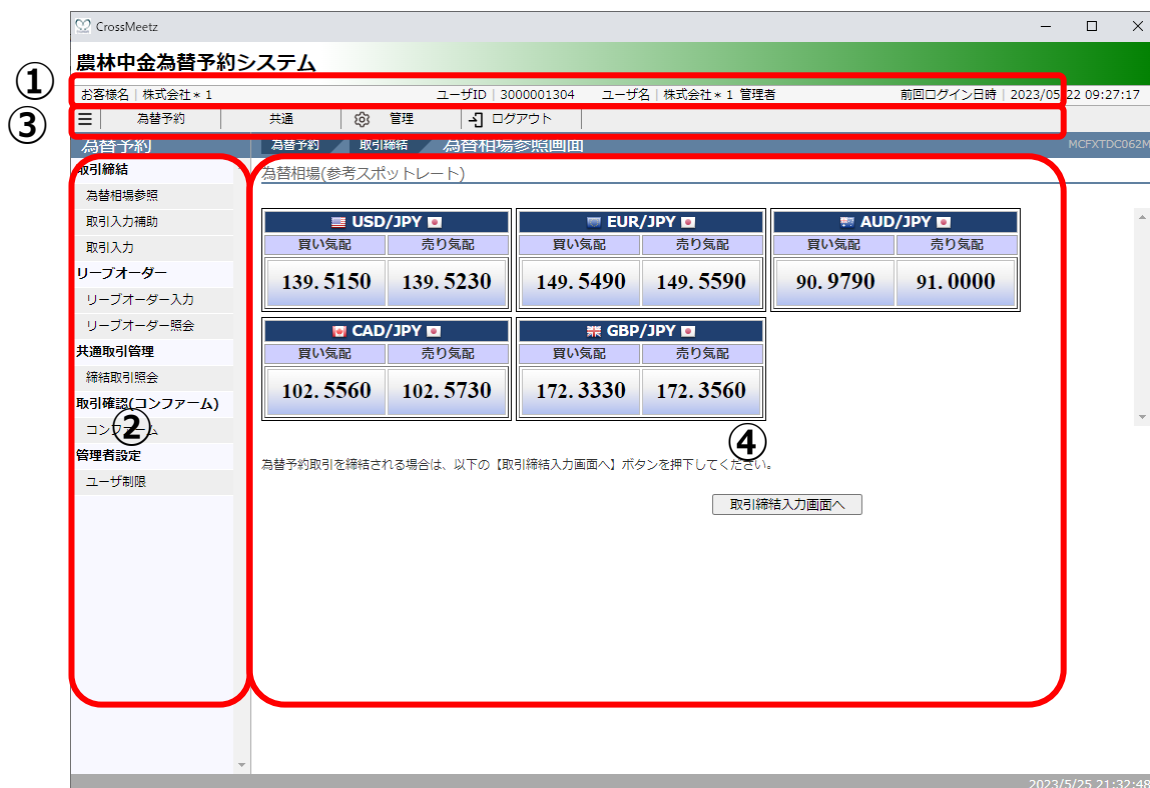 CrossMeetz
農林中金為替予約システム
① お客様名 株式会社＊1 ユーザID 3000001304 ユーザ名 株式会社＊1 管理者 前回ログイン日時 2023/05/22 09:27:17
③ 為替予約 共通 管理 ログアウト
為替予約 為替予約 取引締結 為替相場参照画面 MCFXTDC062M
取引締結
為替相場参照
取引入力補助
取引入力
リーブオーダー
リーブオーダー入力
リーブオーダー照会
共通取引管理
締結取引照会
取引確認(コンファーム)
コンファーム
②
管理者設定
ユーザ制限
為替相場(参考スポットレート)
USD/JPY EUR/JPY AUD/JPY
買い気配 売り気配 買い気配 売り気配 買い気配 売り気配
139.5150 139.5230 149.5490 149.5590 90.9790 91.0000
CAD/JPY GBP/JPY
買い気配 売り気配 買い気配 売り気配
102.5560 102.5730 172.3330 172.3560
④
為替予約取引を締結される場合は、以下の【取引締結入力画面へ】ボタンを押下してください。
取引締結入力画面へ
2023/5/25 21:32:48